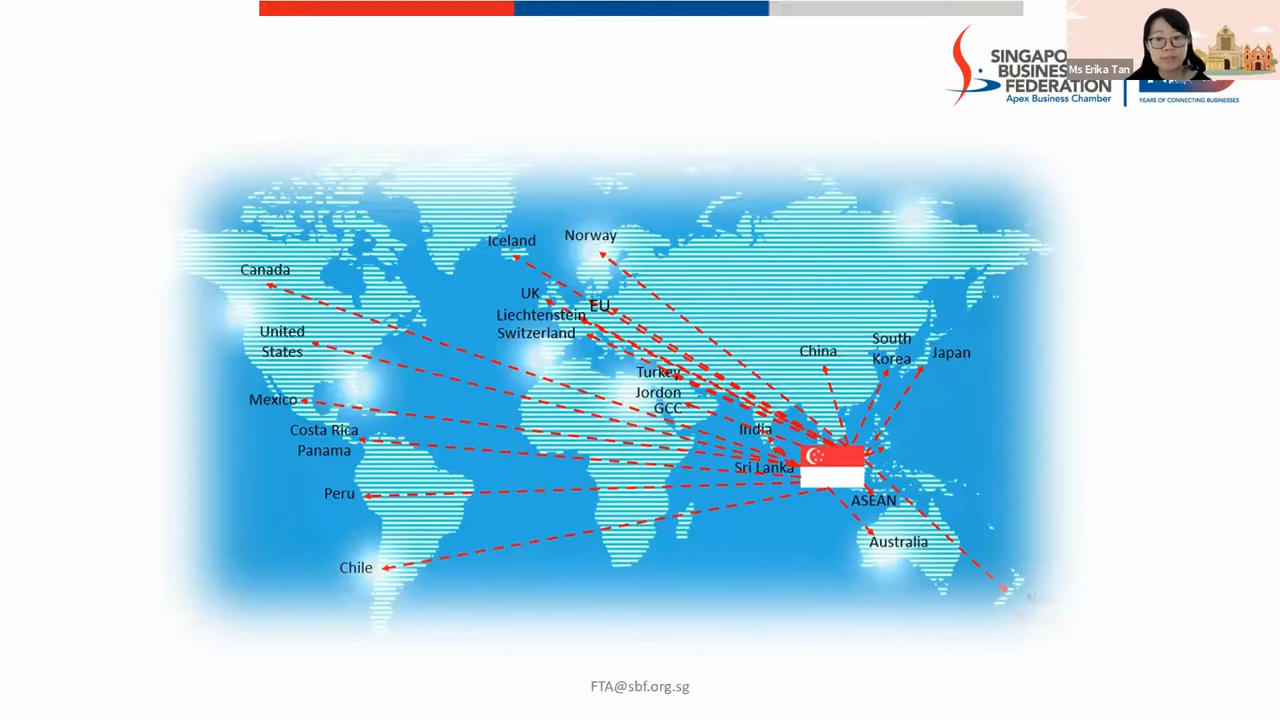 SINGAPO
BUSINE
FEDERATION
Apex Business Chamber
YEARS OF CONNECTING BUSINESSES
Ms Erika Tan
Norway
Iceland
Canada
UK
EU
Liechtenstein
Switzerland
United
States
South
Korea
China
Japan
Turkey
Jordon
GCC
Mexico
Costa Rica
Panama
India
Sri Lanka
Peru
ASEAN
Australia
Chile
FTA@sbf.org.sg